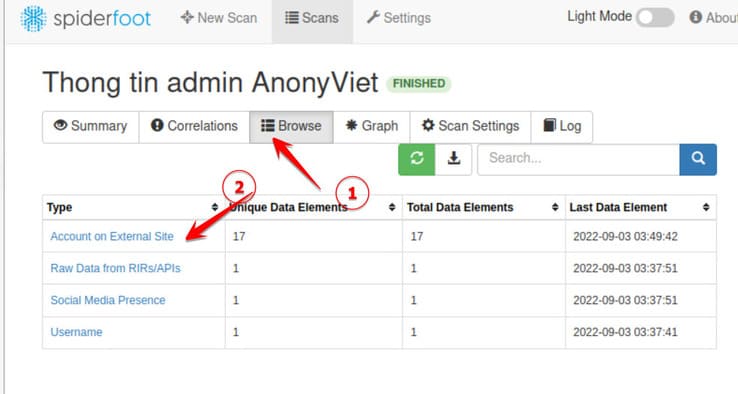 spiderfoot New Scan Scans Settings Light Mode Abou
Thong tin admin AnonyViet FINISHED
Summary Correlations Browse Graph Scan Settings Log
Search...
1
2
Type Unique Data Elements Total Data Elements Last Data Element
Account on External Site 17 17 2022-09-03 03:49:42
Raw Data from RIRs/APIs 1 1 2022-09-03 03:37:51
Social Media Presence 1 1 2022-09-03 03:37:51
Username 1 1 2022-09-03 03:37:41